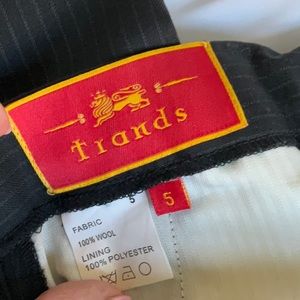 Trands
5
5
FABRIC
100% WOOL
LINING
100% POLYESTER